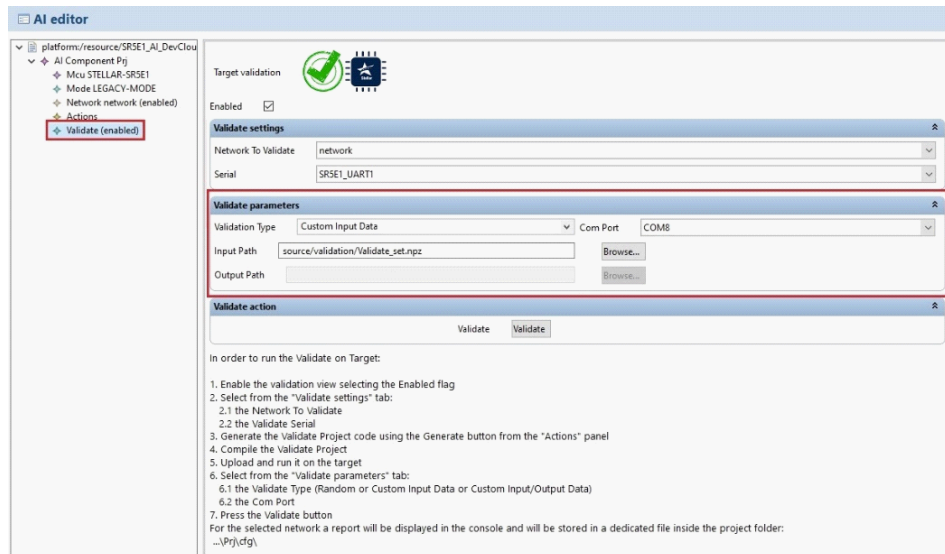 AI editor
platform:/resource/SR5E1_AI_DevClou
AI Component Prj
Mcu STELLAR-SR5E1
Mode LEGACY-MODE
Network network (enabled)
Actions
Validate (enabled)
Target validation
Enabled
Validate settings
Network To Validate network
Serial SR5E1_UART1
Validate parameters
Validation Type Custom Input Data Com Port COM8
Input Path source/validation/Validate_set.npz Browse...
Output Path Browse...
Validate action
Validate Validate
In order to run the Validate on Target:
1. Enable the validation view selecting the Enabled flag
2. Select from the "Validate settings" tab:
2.1 the Network To Validate
2.2 the Validate Serial
3. Generate the Validate Project code using the Generate button from the "Actions" panel
4. Compile the Validate Project
5. Upload and run it on the target
6. Select from the "Validate parameters" tab:
6.1 the Validate Type (Random or Custom Input Data or Custom Input/Output Data)
6.2 the Com Port
7. Press the Validate button
For the selected network a report will be displayed in the console and will be stored in a dedicated file inside the project folder:
...\Prj\cfg\